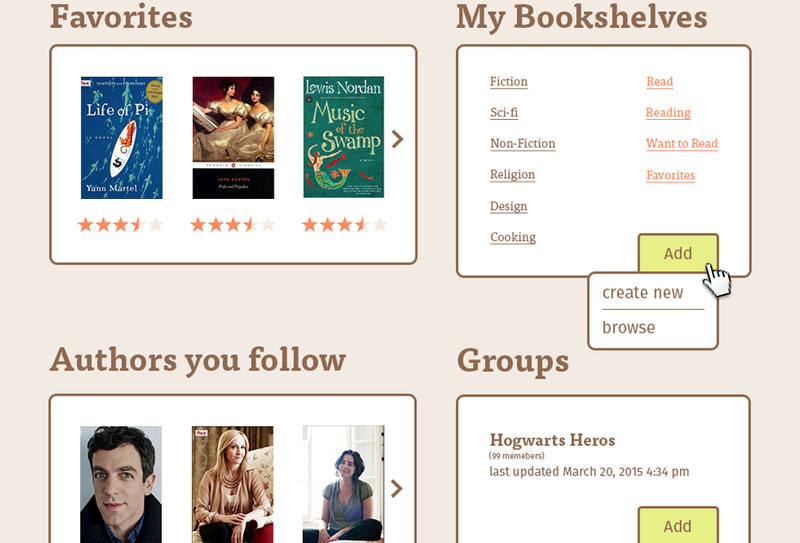 Favorites
Life of Pi
A NOVEL
Yann Martel
PENGUIN CLASSICS
JANE AUSTEN
Pride and Prejudice
Lewis Nordan
Music
of the
Swamp
My Bookshelves
Fiction
Sci-fi
Non-Fiction
Religion
Design
Cooking
Read
Reading
Want to Read
Favorites
Add
create new
browse
Authors you follow
Groups
Hogwarts Heros
(99 memebers)
last updated March 20, 2015 4:34 pm
Add